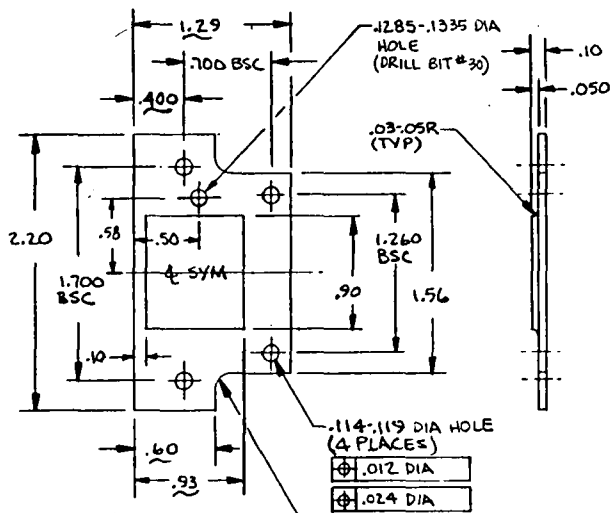 1.29
.1285-.1335 DIA
HOLE
(DRILL BIT #30)
.10
.700 BSC
.050
.400
.03-.05R
(TYP)
2.20
.58
.50
1.700
BSC
℄ SYM
.90
1.260
BSC
1.56
.10
.114-.119 DIA HOLE
(4 PLACES)
⌖ .012 DIA
⌖ .024 DIA
.60
.93